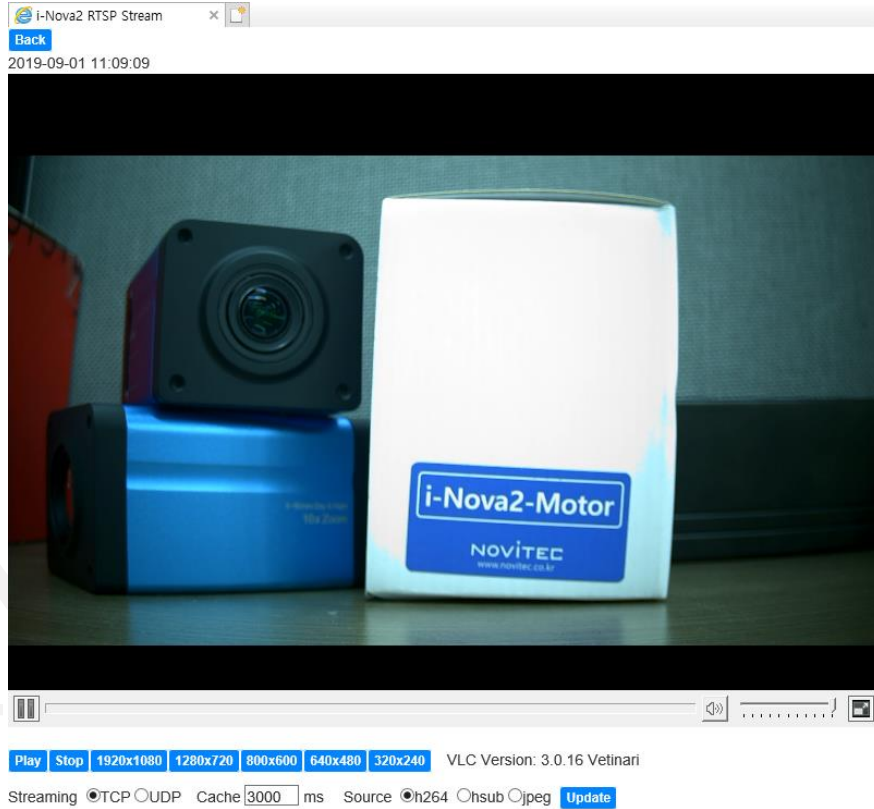 i-Nova2 RTSP Stream
Back
2019-09-01 11:09:09
10x Zoom
i-Nova2-Motor
NOViTEC
www.novitec.co.kr
Play Stop 1920x1080 1280x720 800x600 640x480 320x240 VLC Version: 3.0.16 Vetinari
Streaming TCP UDP Cache 3000 ms Source h264 hsub jpeg Update